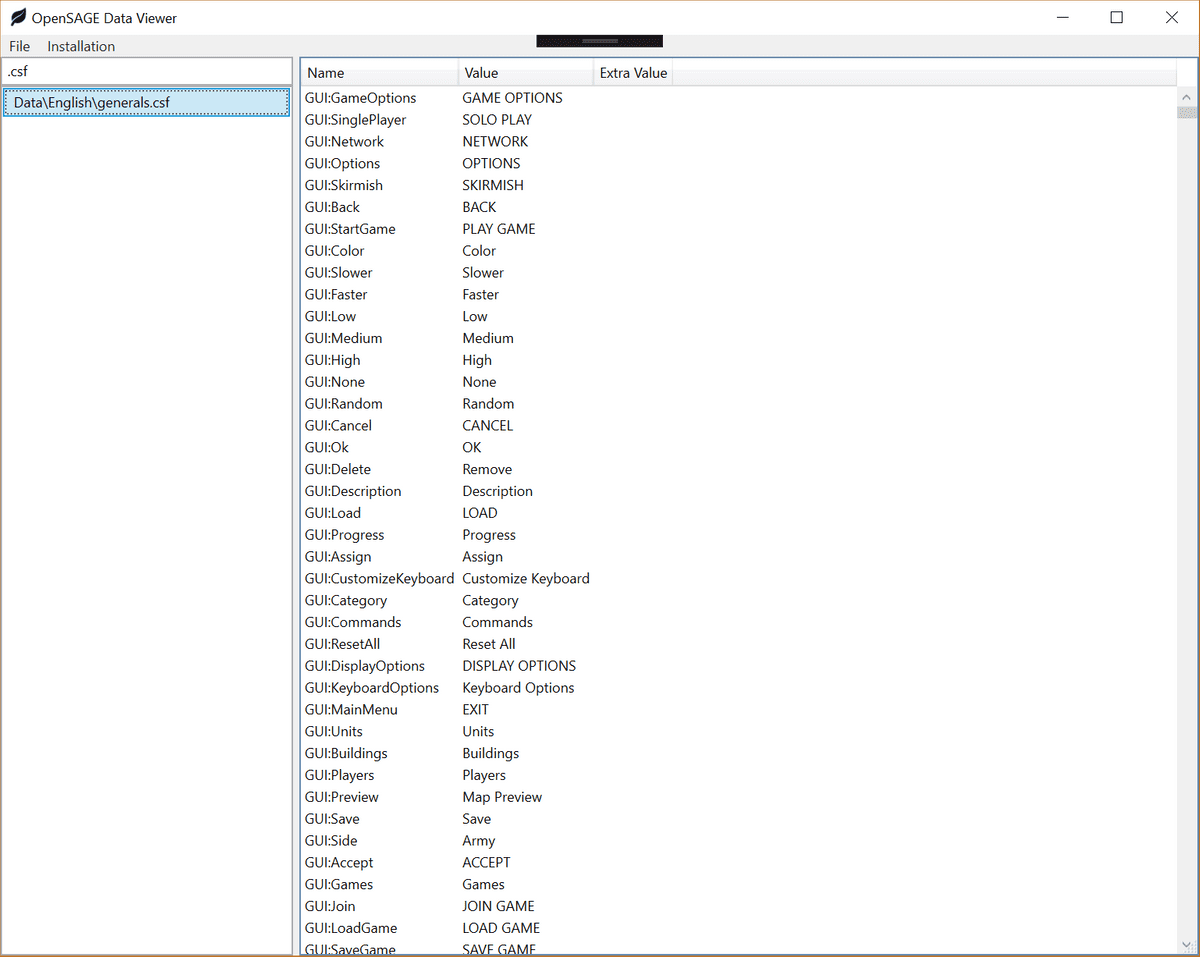 OpenSAGE Data Viewer
File Installation
.csf
Data\English\generals.csf
Name Value Extra Value
GUI:GameOptions GAME OPTIONS
GUI:SinglePlayer SOLO PLAY
GUI:Network NETWORK
GUI:Options OPTIONS
GUI:Skirmish SKIRMISH
GUI:Back BACK
GUI:StartGame PLAY GAME
GUI:Color Color
GUI:Slower Slower
GUI:Faster Faster
GUI:Low Low
GUI:Medium Medium
GUI:High High
GUI:None None
GUI:Random Random
GUI:Cancel CANCEL
GUI:Ok OK
GUI:Delete Remove
GUI:Description Description
GUI:Load LOAD
GUI:Progress Progress
GUI:Assign Assign
GUI:CustomizeKeyboard Customize Keyboard
GUI:Category Category
GUI:Commands Commands
GUI:ResetAll Reset All
GUI:DisplayOptions DISPLAY OPTIONS
GUI:KeyboardOptions Keyboard Options
GUI:MainMenu EXIT
GUI:Units Units
GUI:Buildings Buildings
GUI:Players Players
GUI:Preview Map Preview
GUI:Save Save
GUI:Side Army
GUI:Accept ACCEPT
GUI:Games Games
GUI:Join JOIN GAME
GUI:LoadGame LOAD GAME
GUI:SaveGame SAVE GAME